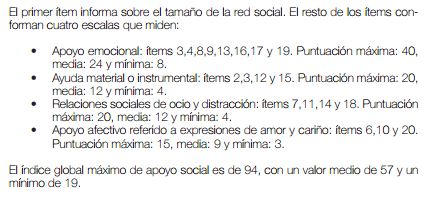 El primer ítem informa sobre el tamaño de la red social. El resto de los ítems con-
forman cuatro escalas que miden:
• Apoyo emocional: ítems 3,4,8,9,13,16,17 y 19. Puntuación máxima: 40,
media: 24 y mínima: 8.
• Ayuda material o instrumental: ítems 2,3,12 y 15. Puntuación máxima: 20,
media: 12 y mínima: 4.
• Relaciones sociales de ocio y distracción: ítems 7,11,14 y 18. Puntuación
máxima: 20, media: 12 y mínima: 4.
• Apoyo afectivo referido a expresiones de amor y cariño: ítems 6,10 y 20.
Puntuación máxima: 15, media: 9 y mínima: 3.
El índice global máximo de apoyo social es de 94, con un valor medio de 57 y un
mínimo de 19.